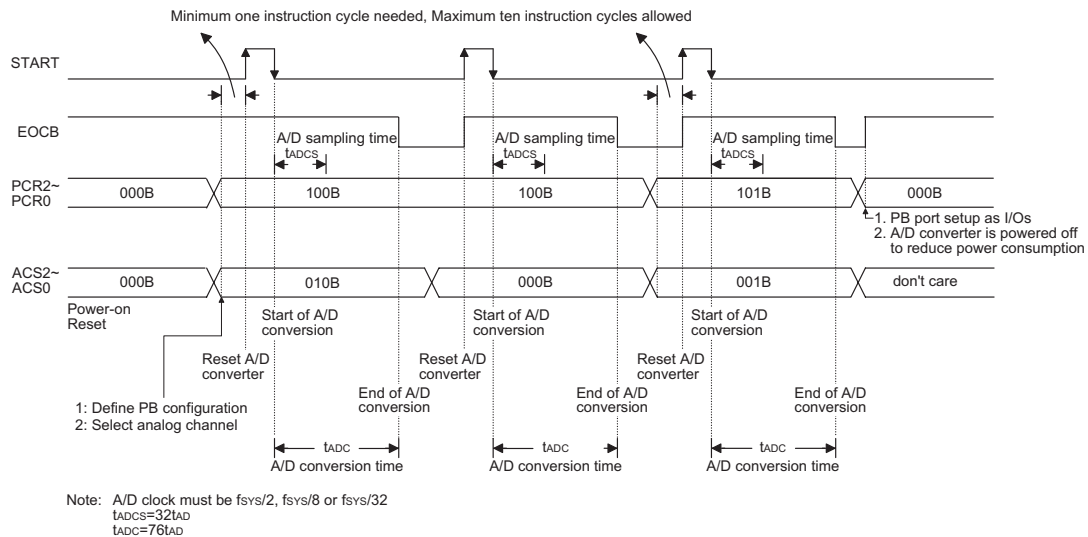 Minimum one instruction cycle needed, Maximum ten instruction cycles allowed
START
EOCB
A/D sampling time
tADCS
A/D sampling time
tADCS
A/D sampling time
tADCS
PCR2~
PCR0
000B
100B
100B
101B
000B
1. PB port setup as I/Os
2. A/D converter is powered off
to reduce power consumption
ACS2~
ACS0
000B
010B
000B
001B
don't care
Power-on
Reset
Start of A/D
conversion
Start of A/D
conversion
Start of A/D
conversion
Reset A/D
converter
Reset A/D
converter
Reset A/D
converter
1: Define PB configuration
2: Select analog channel
End of A/D
conversion
End of A/D
conversion
End of A/D
conversion
tADC
A/D conversion time
tADC
A/D conversion time
tADC
A/D conversion time
Note: A/D clock must be fSYS/2, fSYS/8 or fSYS/32
tADCS=32tAD
tADC=76tAD